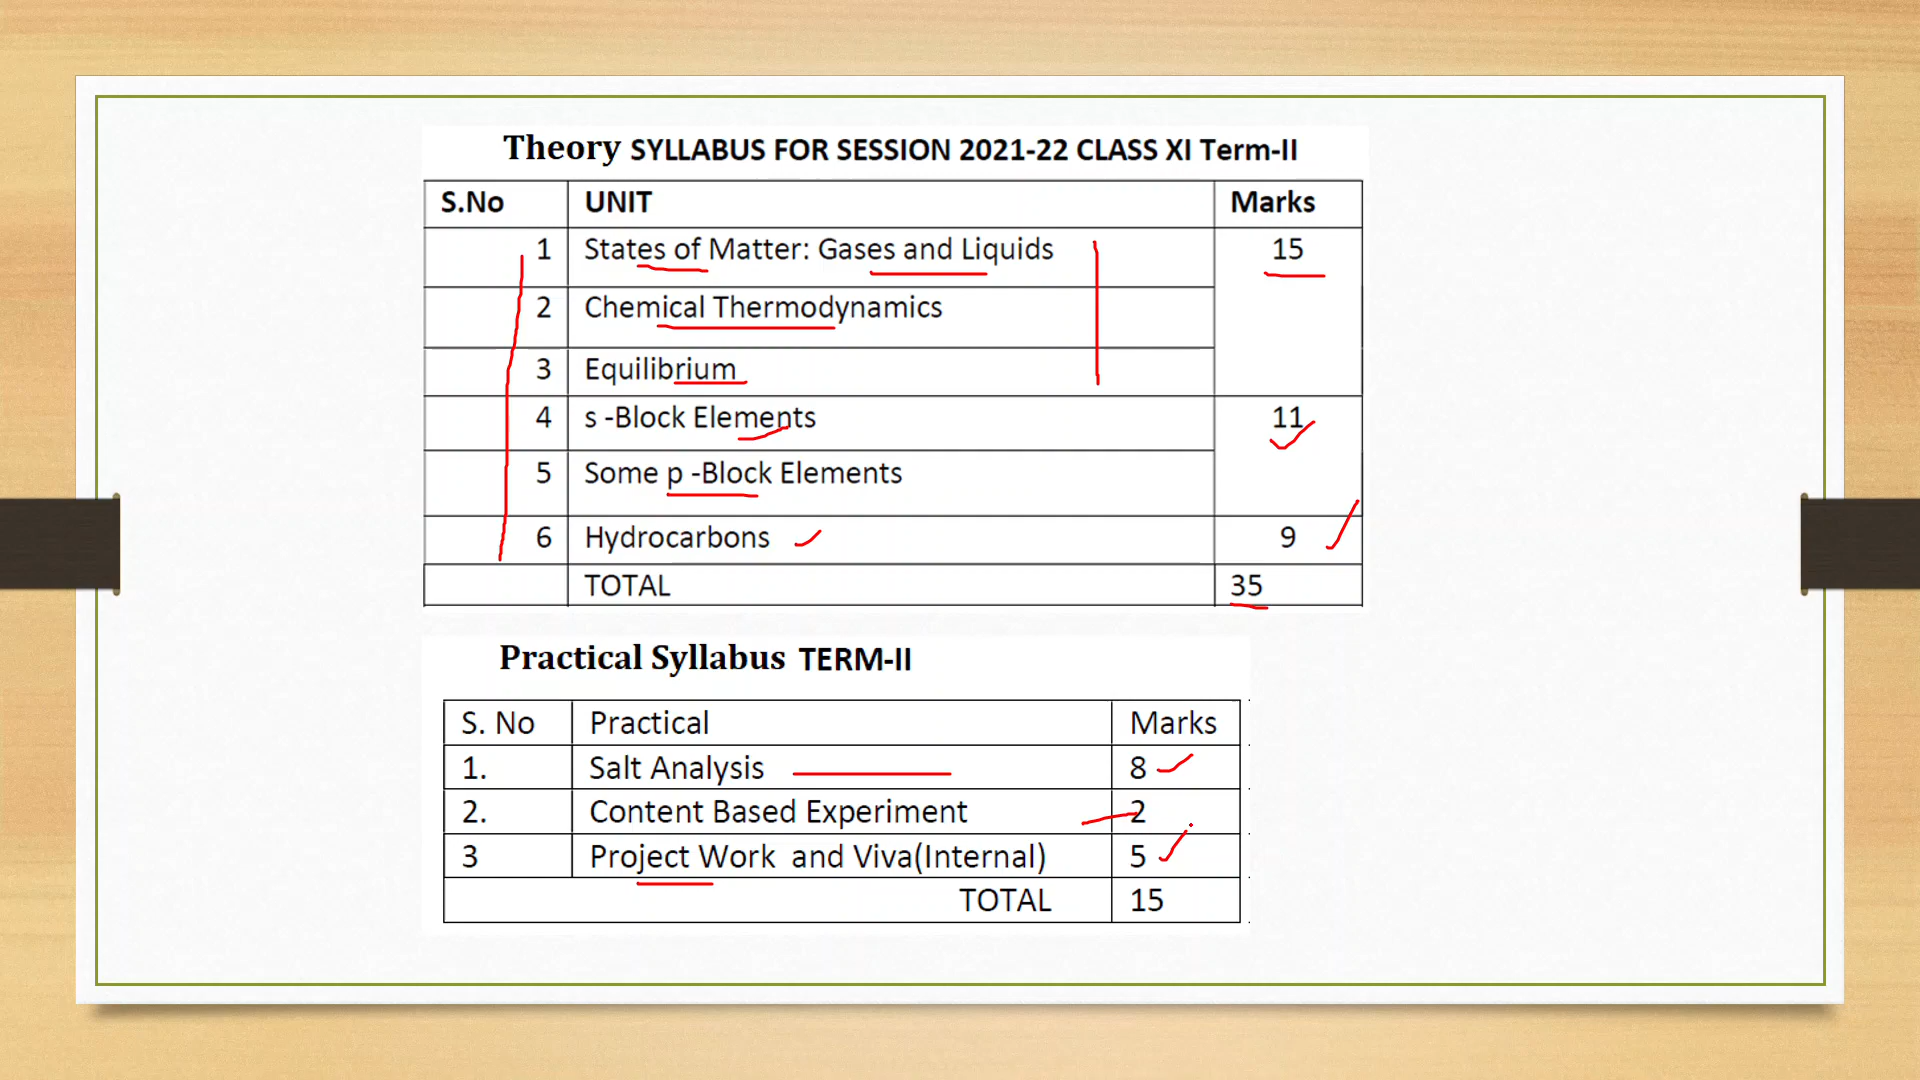 Theory SYLLABUS FOR SESSION 2021-22 CLASS XI Term-II
S.No UNIT Marks
1 States of Matter: Gases and Liquids 15
2 Chemical Thermodynamics
3 Equilibrium
4 s -Block Elements 11
5 Some p -Block Elements
6 Hydrocarbons 9
TOTAL 35
Practical Syllabus TERM-II
S. No Practical Marks
1. Salt Analysis 8
2. Content Based Experiment 2
3 Project Work and Viva(Internal) 5
TOTAL 15